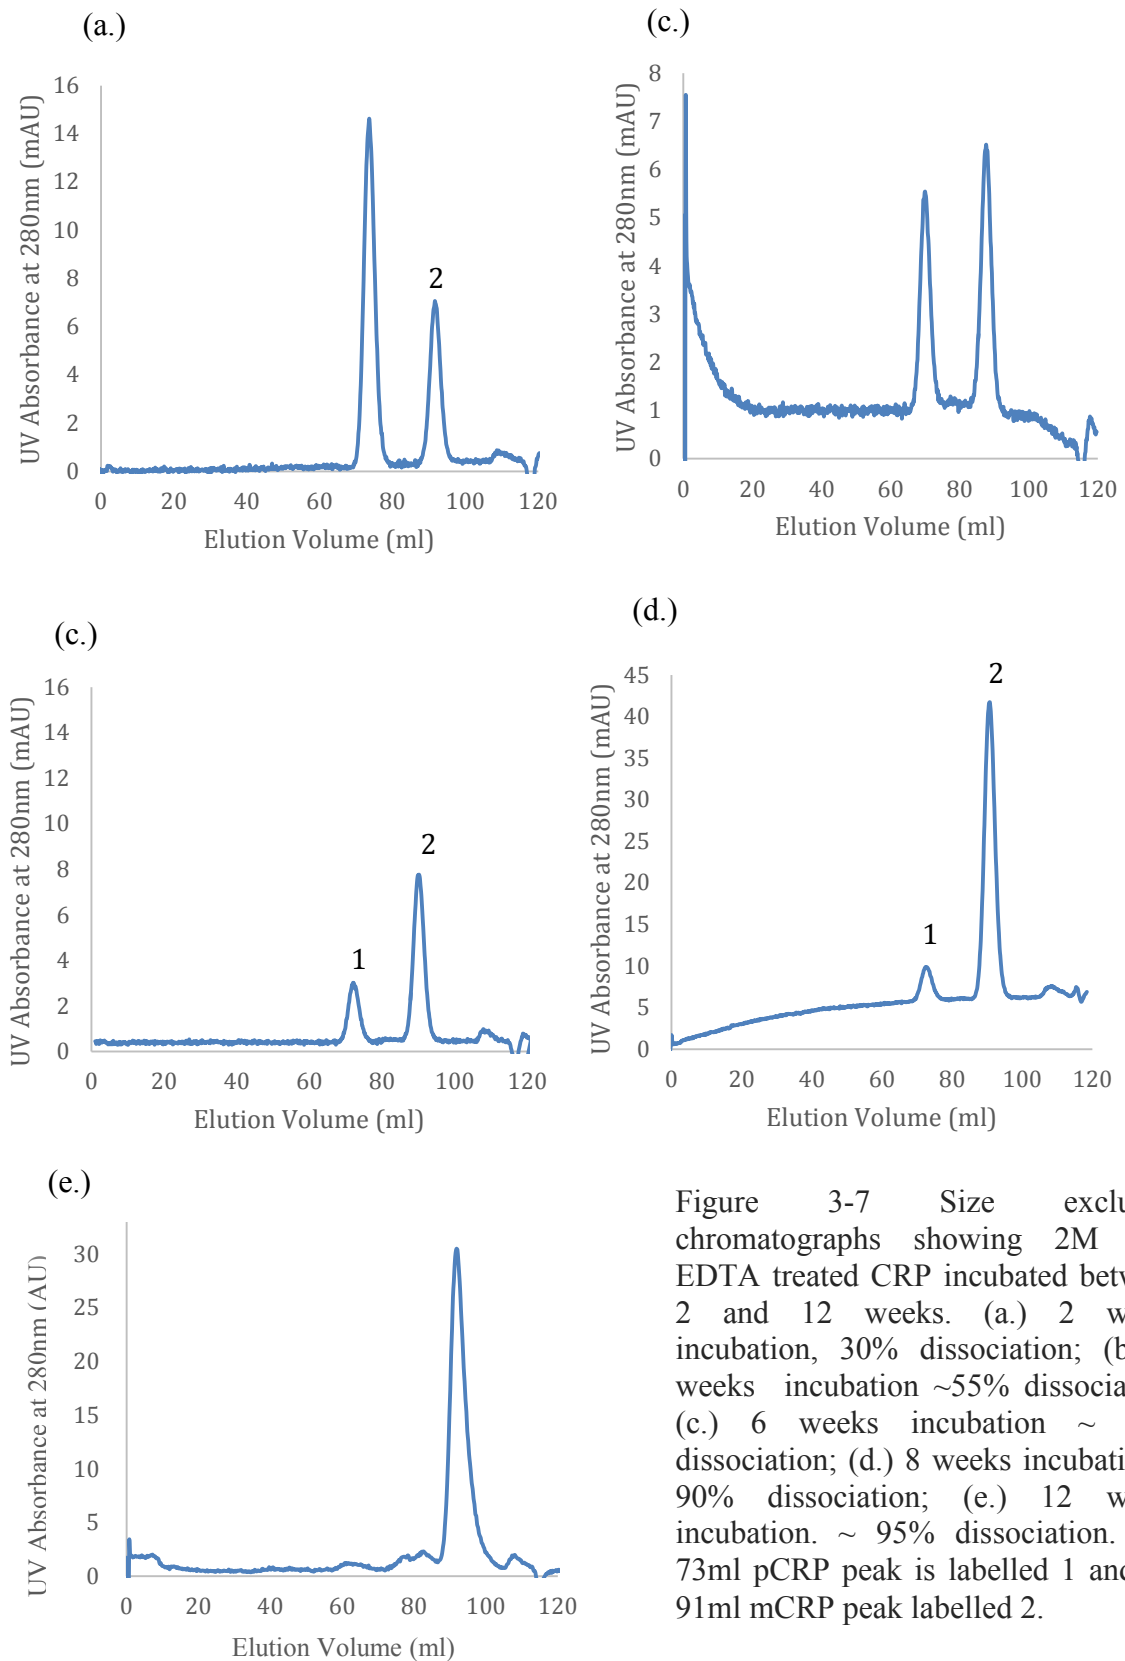 (a.)
UV Absorbance at 280nm (mAU)
16
14
12
10
8
6
4
2
0
2
0 20 40 60 80 100 120
Elution Volume (ml)
(c.)
UV Absorbance at 280nm (mAU)
8
7
6
5
4
3
2
1
0
0 20 40 60 80 100 120
Elution Volume (ml)
(c.)
UV Absorbance at 280nm (mAU)
16
14
12
10
8
6
4
2
0
1
2
0 20 40 60 80 100 120
Elution Volume (ml)
(d.)
UV Absorbance at 280nm (mAU)
45
40
35
30
25
20
15
10
5
0
1
2
0 20 40 60 80 100 120
Elution Volume (ml)
(e.)
UV Absorbance at 280nm (AU)
30
25
20
15
10
5
0
0 20 40 60 80 100 120
Elution Volume (ml)
Figure 3-7 Size exclu
chromatographs showing 2M
EDTA treated CRP incubated betw
2 and 12 weeks. (a.) 2 w
incubation, 30% dissociation; (b
weeks incubation ~55% dissocia
(c.) 6 weeks incubation ~
dissociation; (d.) 8 weeks incubati
90% dissociation; (e.) 12 w
incubation. ~ 95% dissociation.
73ml pCRP peak is labelled 1 and
91ml mCRP peak labelled 2.